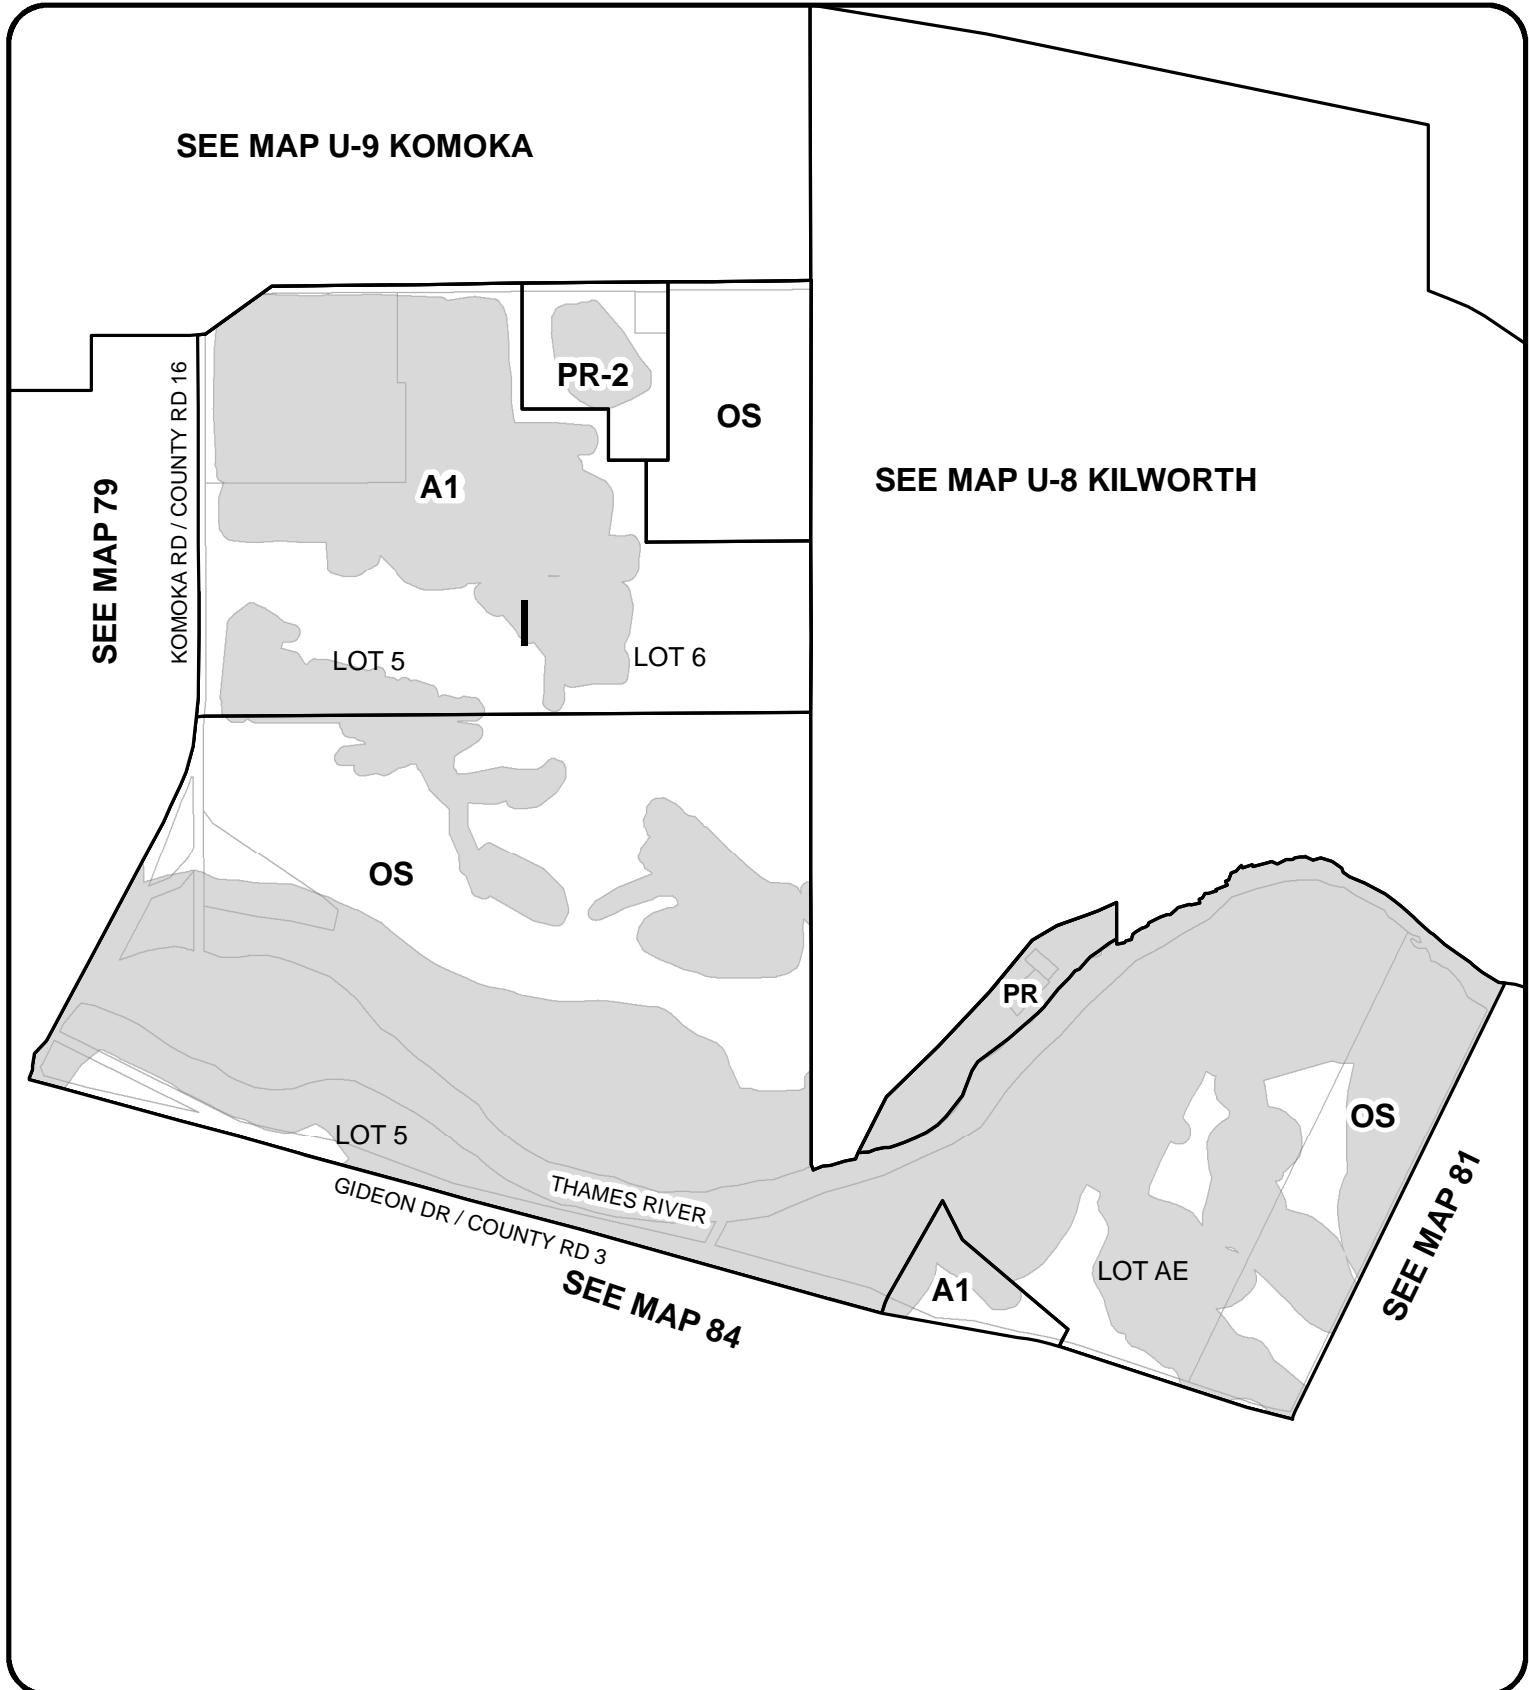 SEE MAP U-9 KOMOKA
PR-2
OS
KOMOKA RD / COUNTY RD 16
A1
SEE MAP U-8 KILWORTH
SEE MAP 79
LOT 5
LOT 6
OS
PR
OS
LOT 5
THAMES RIVER
GIDEON DR / COUNTY RD 3
SEE MAP 84
A1
LOT AE
SEE MAP 81